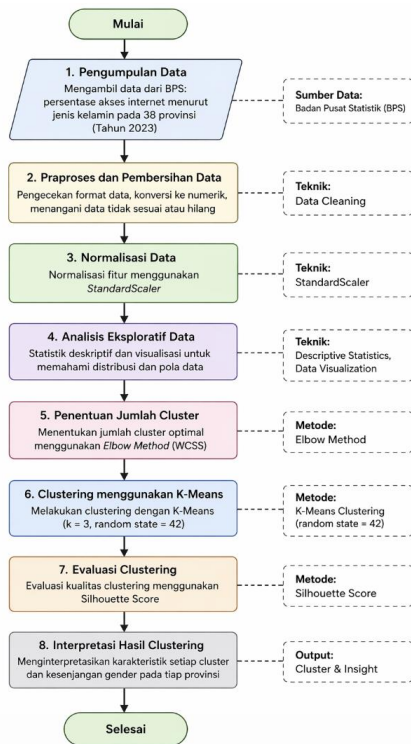 Mulai
1. Pengumpulan Data
Mengambil data dari BPS:
persentase akses internet menurut
jenis kelamin pada 38 provinsi
(Tahun 2023)
Sumber Data:
Badan Pusat Statistik (BPS)
2. Praproses dan Pembersihan Data
Pengecekan format data, konversi ke numerik,
menangani data tidak sesuai atau hilang
Teknik:
Data Cleaning
3. Normalisasi Data
Normalisasi fitur menggunakan
StandardScaler
Teknik:
StandardScaler
4. Analisis Eksploratif Data
Statistik deskriptif dan visualisasi untuk
memahami distribusi dan pola data
Teknik:
Descriptive Statistics,
Data Visualization
5. Penentuan Jumlah Cluster
Menentukan jumlah cluster optimal
menggunakan Elbow Method (WCSS)
Metode:
Elbow Method
6. Clustering menggunakan K-Means
Melakukan clustering dengan K-Means
(k = 3, random state = 42)
Metode:
K-Means Clustering
(random state = 42)
7. Evaluasi Clustering
Evaluasi kualitas clustering menggunakan
Silhouette Score
Metode:
Silhouette Score
8. Interpretasi Hasil Clustering
Menginterpretasikan karakteristik setiap cluster
dan kesenjangan gender pada tiap provinsi
Output:
Cluster & Insight
Selesai